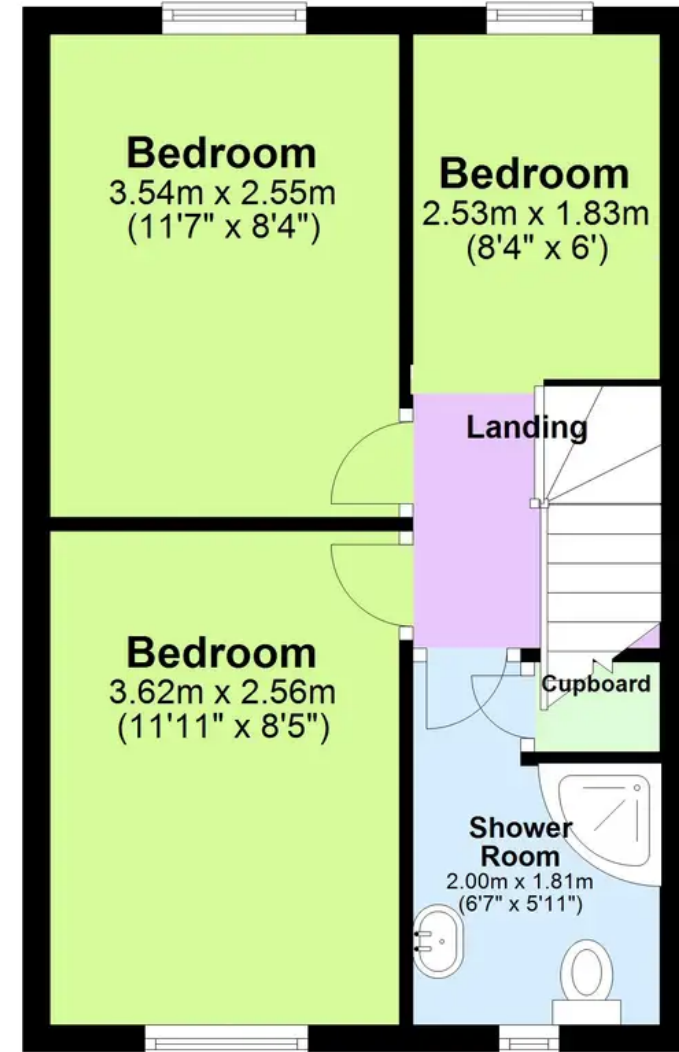 Bedroom
3.54m x 2.55m
(11'7" x 8'4")
Bedroom
2.53m x 1.83m
(8'4" x 6')
Landing
Bedroom
3.62m x 2.56m
(11'11" x 8'5")
Cupboard
Shower
Room
2.00m x 1.81m
(6'7" x 5'11")